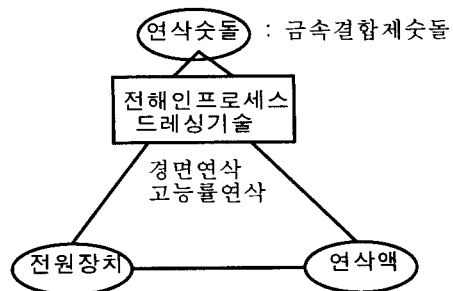 연삭숫돌 : 금속결합제숫돌
전해인프로세스
드레싱기술
경면연삭
고능률연삭
전원장치
연삭액